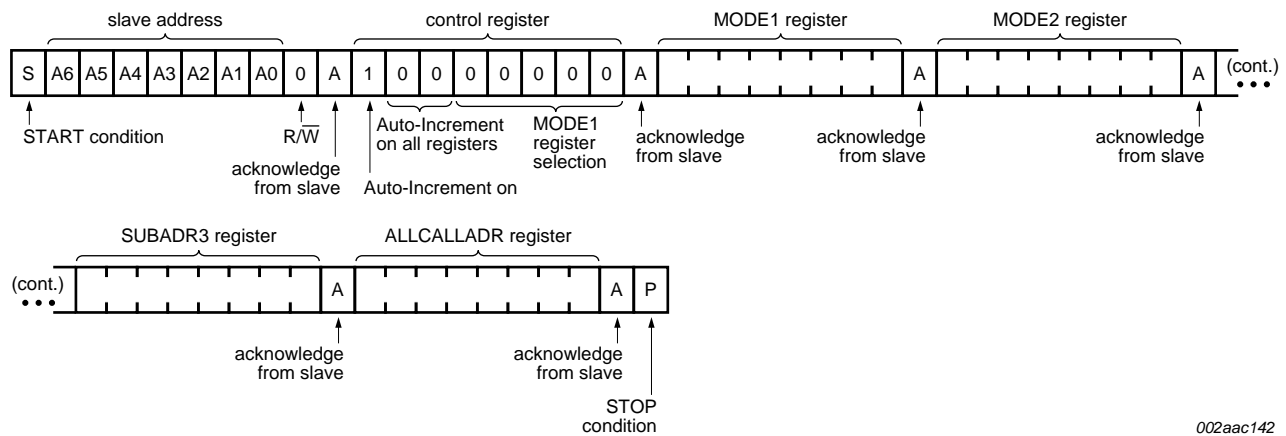 slave address control register MODE1 register MODE2 register
S A6 A5 A4 A3 A2 A1 A0 0 A 1 0 0 0 0 0 0 0 A A A (cont.)
START condition R/W̅ Auto-Increment on all registers MODE1 register selection acknowledge from slave acknowledge from slave acknowledge from slave
acknowledge from slave Auto-Increment on
SUBADR3 register ALLCALLADR register
(cont.) A A P
acknowledge from slave acknowledge from slave
STOP condition
002aac142